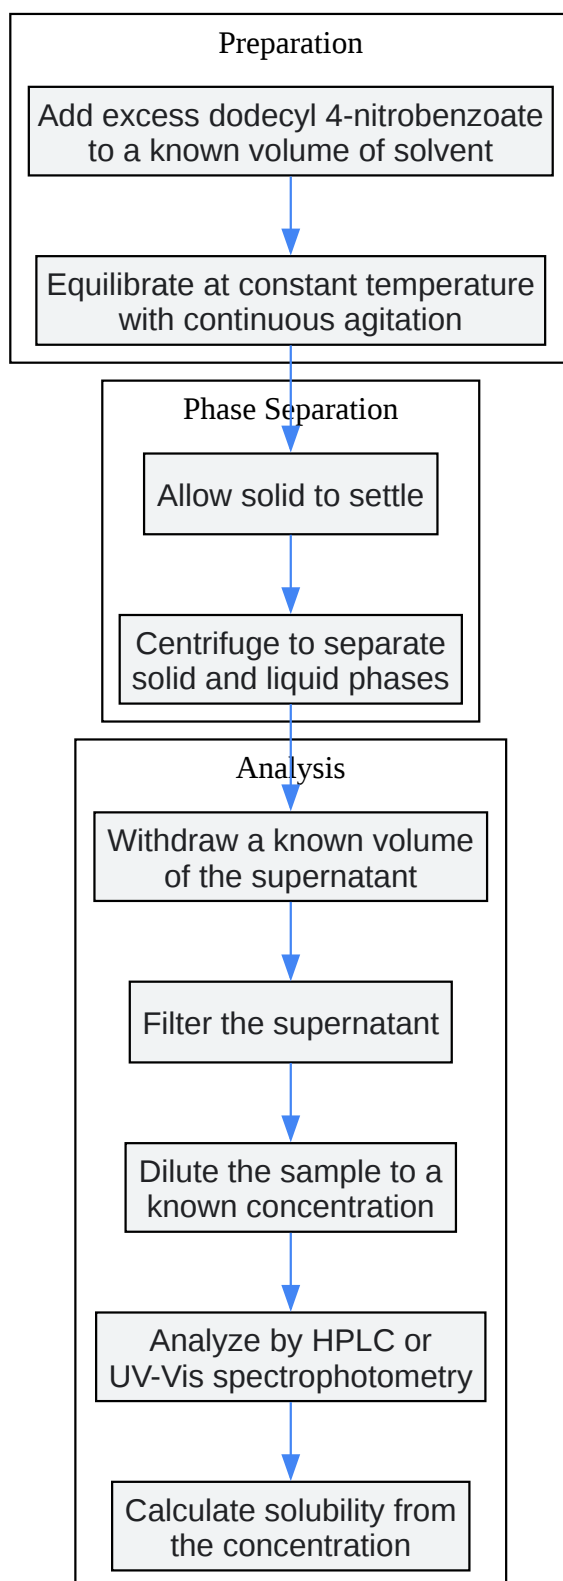 Preparation
Add excess dodecyl 4-nitrobenzoate
to a known volume of solvent
Equilibrate at constant temperature
with continuous agitation
Phase Separation
Allow solid to settle
Centrifuge to separate
solid and liquid phases
Analysis
Withdraw a known volume
of the supernatant
Filter the supernatant
Dilute the sample to a
known concentration
Analyze by HPLC or
UV-Vis spectrophotometry
Calculate solubility from
the concentration